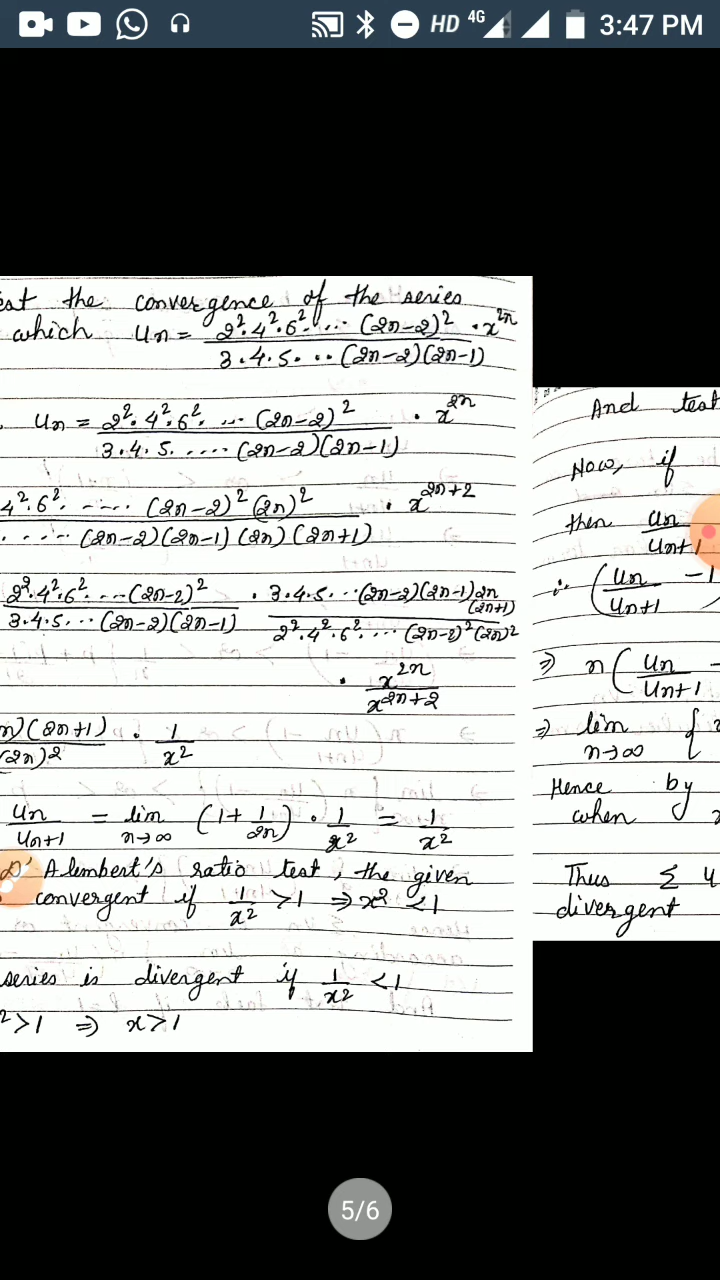 HD 4G 3:47 PM
est the convergence of the series
which Un = 2².4².6². .... (2n-2)² . x²ⁿ / 3.4.5. ... (2n-2)(2n-1)
. Un = 2².4².6². ... (2n-2)² / 3.4.5. .... (2n-2)(2n-1) . x²ⁿ
4².6². ---. (2n-2)² (2n)² / . ... (2n-2)(2n-1)(2n)(2n+1) . x²ⁿ⁺²
2².4².6². ...(2n-2)² / 3.4.5... (2n-2)(2n-1) . 3.4.5. ...(2n-2)(2n-1)2n (2n+1) / 2².4².6². ... (2n-2)²(2n)²
. x²ⁿ / x²ⁿ⁺²
n)(2n+1) / (2n)2 . 1 / x²
Un / Un+1 = lim n→∞ (1 + 1/2n) . 1/x² = 1/x²
D'Alembert's ratio test, the given
convergent if 1/x² >1 ⇒ x² <1
series is divergent if 1/x² <1
²>1 ⇒ x>1
And test
Now, if
then Un / Un+1
∴ (Un / Un+1 -1
⇒ n(Un / Un+1 -
⇒ lim n→∞ {
Hence by
when
Thus Σ U
divergent
5/6